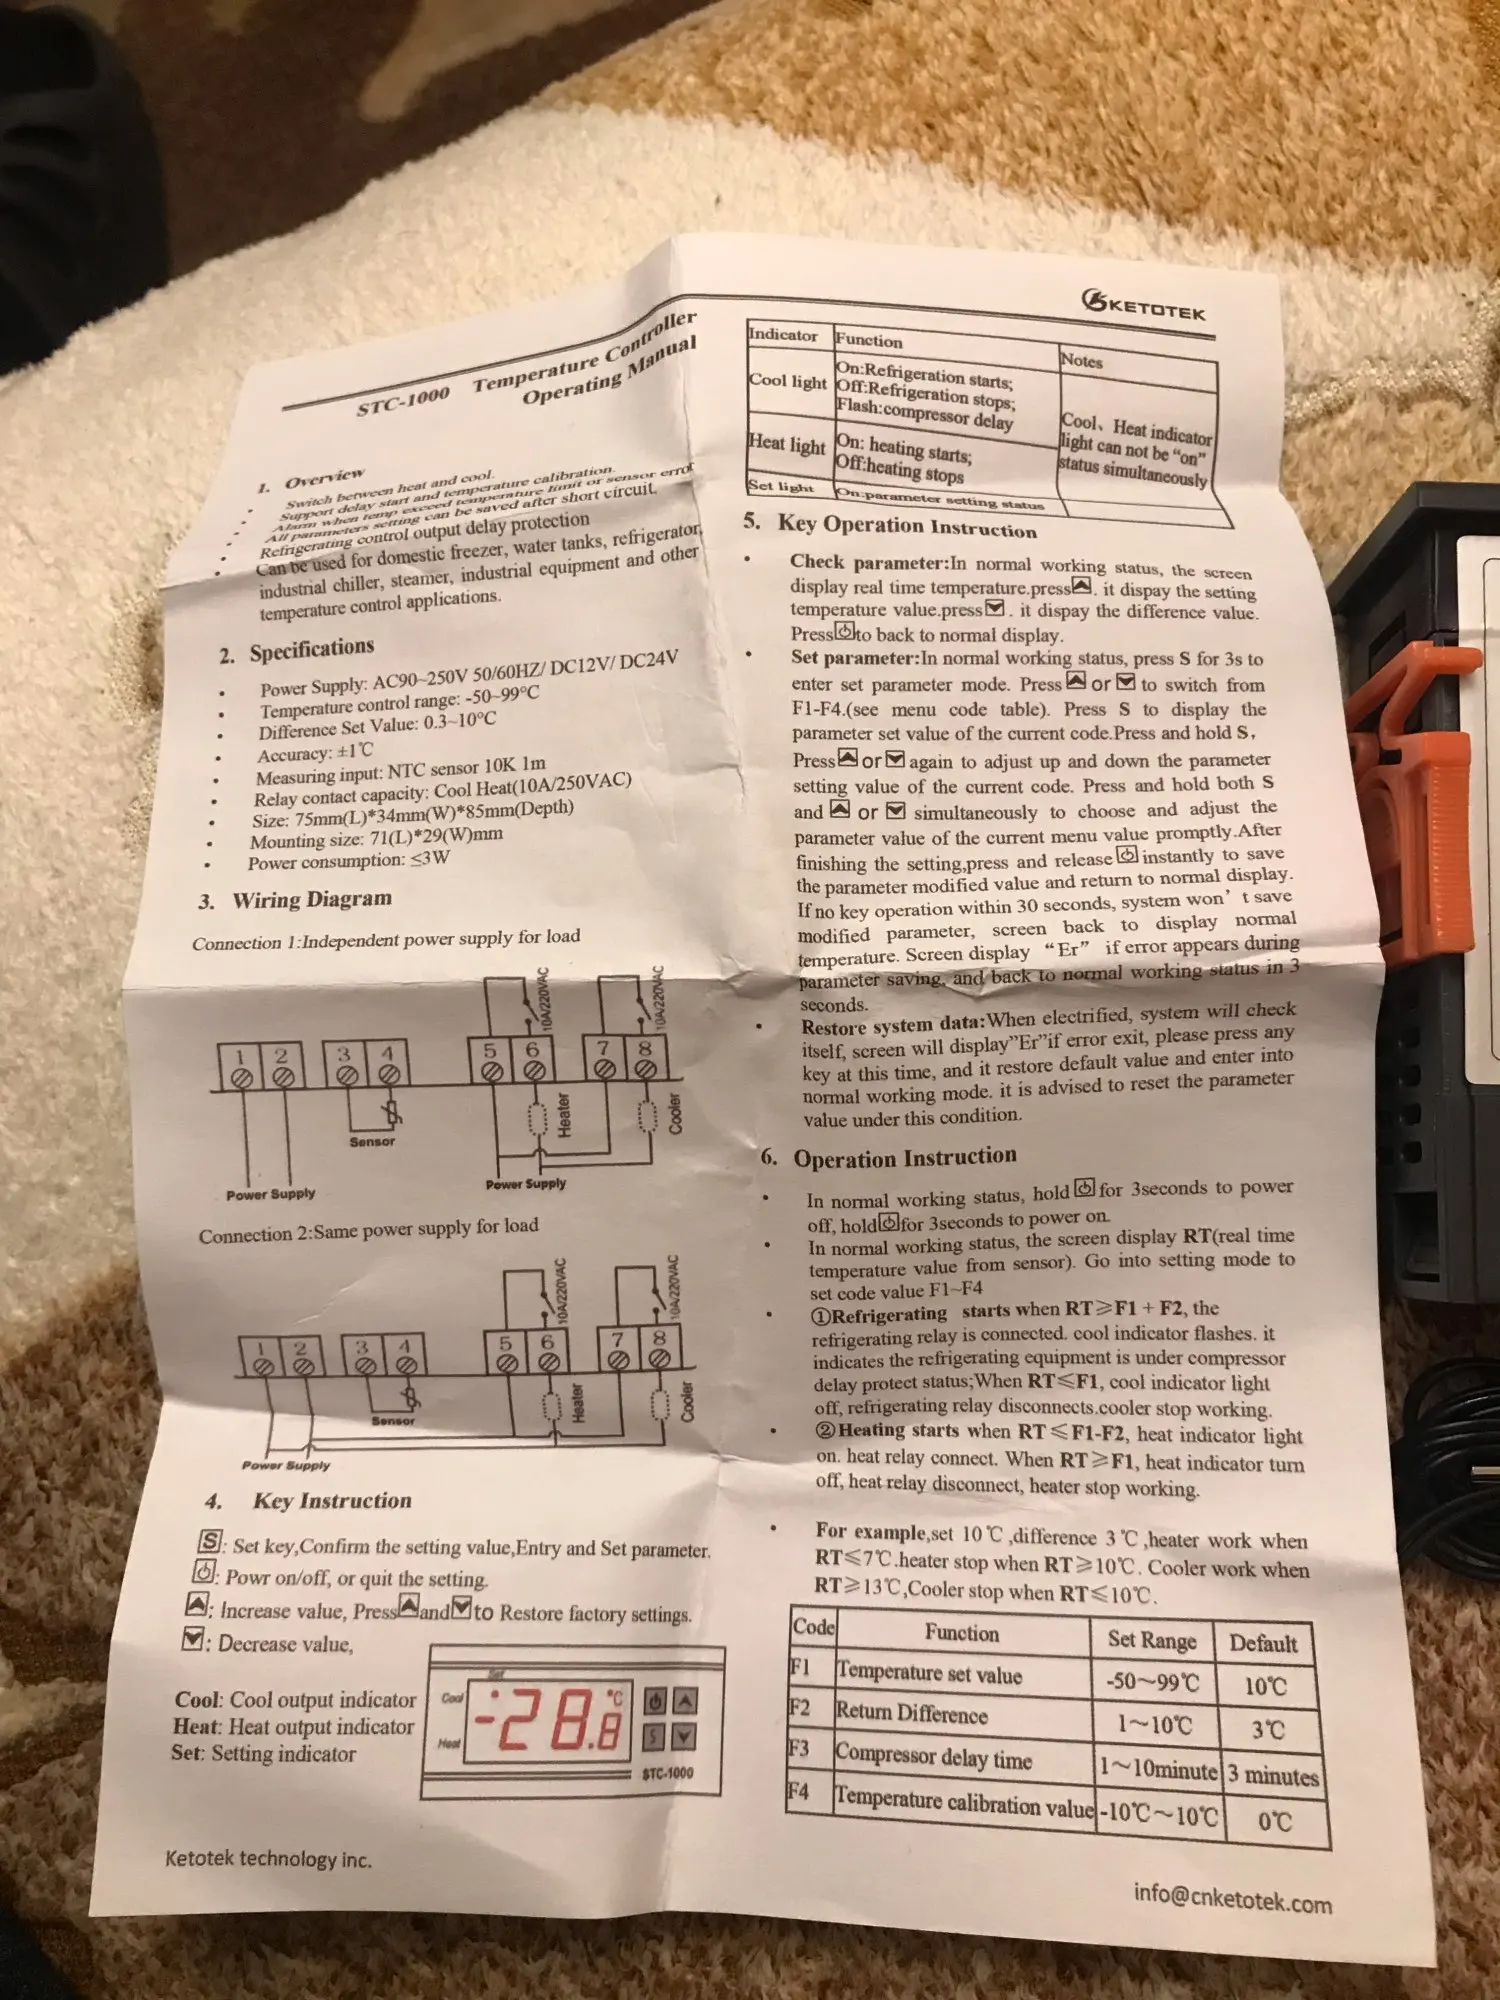 STC-1000 Temperature Controller
Operating Manual
1. Overview
• Switch between heat and cool.
• Support delay start and temperature calibration.
• Alarm when temp exceed temperature limit or sensor error
• All parameters setting can be saved after short circuit.
• Refrigerating control output delay protection
• Can be used for domestic freezer, water tanks, refrigerator,
industrial chiller, steamer, industrial equipment and other
temperature control applications.
2. Specifications
• Power Supply: AC90~250V 50/60HZ/ DC12V/ DC24V
• Temperature control range: -50~99℃
• Difference Set Value: 0.3~10℃
• Accuracy: ±1℃
• Measuring input: NTC sensor 10K 1m
• Relay contact capacity: Cool Heat(10A/250VAC)
• Size: 75mm(L)*34mm(W)*85mm(Depth)
• Mounting size: 71(L)*29(W)mm
• Power consumption: ≤3W
3. Wiring Diagram
Connection 1:Independent power supply for load
10A/220VAC 10A/220VAC
1 2 3 4 5 6 7 8
Sensor Heater Cooler
Power Supply Power Supply
Connection 2:Same power supply for load
10A/220VAC 10A/220VAC
1 2 3 4 5 6 7 8
Sensor Heater Cooler
Power Supply
4. Key Instruction
S: Set key,Confirm the setting value,Entry and Set parameter.
⏻: Powr on/off, or quit the setting.
: Increase value, Press and to Restore factory settings.
: Decrease value,
Cool: Cool output indicator
Heat: Heat output indicator
Set: Setting indicator
Set
Cool
Heat
-28.8 ℃
S
STC-1000
Ketotek technology inc.
KETOTEK
Indicator Function Notes
Cool light On:Refrigeration starts;
Off:Refrigeration stops;
Flash:compressor delay
Heat light On: heating starts;
Off:heating stops
Cool、Heat indicator
light can not be "on"
status simultaneously
Set light On:parameter setting status
5. Key Operation Instruction
• Check parameter:In normal working status, the screen
display real time temperature.press . it dispay the setting
temperature value.press . it dispay the difference value.
Press⏻to back to normal display.
• Set parameter:In normal working status, press S for 3s to
enter set parameter mode. Press or to switch from
F1-F4.(see menu code table). Press S to display the
parameter set value of the current code.Press and hold S,
Press or again to adjust up and down the parameter
setting value of the current code. Press and hold both S
and or simultaneously to choose and adjust the
parameter value of the current menu value promptly.After
finishing the setting,press and release ⏻ instantly to save
the parameter modified value and return to normal display.
If no key operation within 30 seconds, system won’t save
modified parameter, screen back to display normal
temperature. Screen display “Er” if error appears during
parameter saving, and back to normal working status in 3
seconds.
• Restore system data:When electrified, system will check
itself, screen will display”Er”if error exit, please press any
key at this time, and it restore default value and enter into
normal working mode. it is advised to reset the parameter
value under this condition.
6. Operation Instruction
• In normal working status, hold ⏻ for 3seconds to power
off, hold⏻for 3seconds to power on.
• In normal working status, the screen display RT(real time
temperature value from sensor). Go into setting mode to
set code value F1~F4
• ①Refrigerating starts when RT≥F1 + F2, the
refrigerating relay is connected. cool indicator flashes. it
indicates the refrigerating equipment is under compressor
delay protect status;When RT≤F1, cool indicator light
off, refrigerating relay disconnects.cooler stop working.
• ②Heating starts when RT≤F1-F2, heat indicator light
on. heat relay connect. When RT≥F1, heat indicator turn
off, heat relay disconnect, heater stop working.
• For example,set 10℃ ,difference 3 ℃ ,heater work when
RT≤7℃.heater stop when RT≥10℃. Cooler work when
RT≥13℃,Cooler stop when RT≤10℃.
Code Function Set Range Default
F1 Temperature set value -50~99℃ 10℃
F2 Return Difference 1~10℃ 3℃
F3 Compressor delay time 1~10minute 3 minutes
F4 Temperature calibration value -10℃~10℃ 0℃
info@cnketotek.com